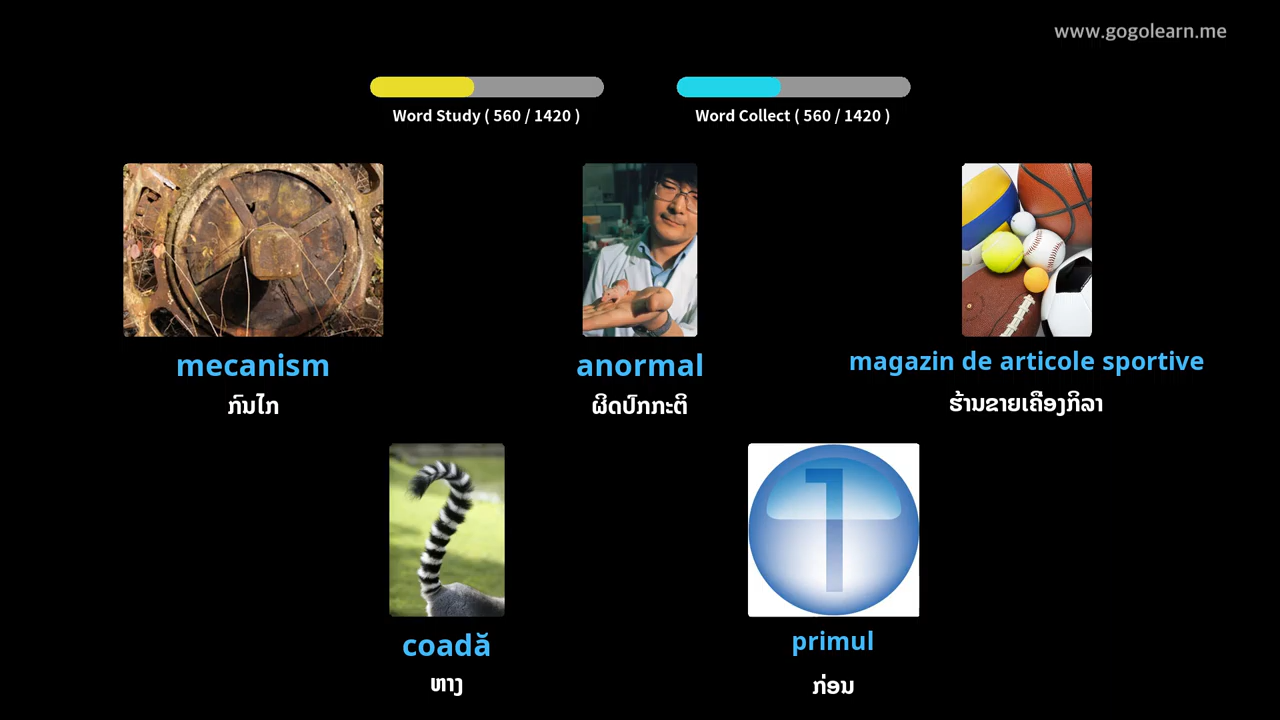 www.gogolearn.me
Word Study ( 560 / 1420 )
Word Collect ( 560 / 1420 )
mecanism
ກົນໄກ
anormal
ຜິດປົກກະຕິ
magazin de articole sportive
ຮ້ານຂາຍເຄືອງກິລາ
coadă
ຫາງ
1
primul
ກ່ອນ